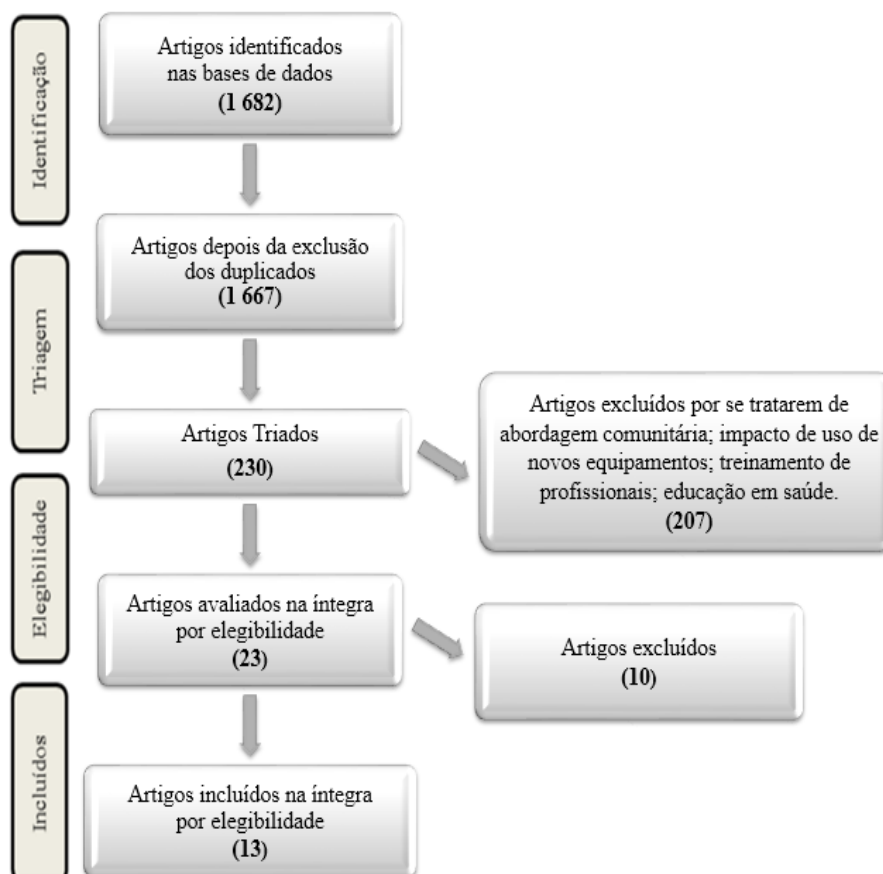 Identificação
Artigos identificados
nas bases de dados
(1 682)
Triagem
Artigos depois da exclusão
dos duplicados
(1 667)
Artigos Triados
(230)
Artigos excluídos por se tratarem de
abordagem comunitária; impacto de uso de
novos equipamentos; treinamento de
profissionais; educação em saúde.
(207)
Elegibilidade
Artigos avaliados na íntegra
por elegibilidade
(23)
Artigos excluídos
(10)
Incluídos
Artigos incluídos na íntegra
por elegibilidade
(13)